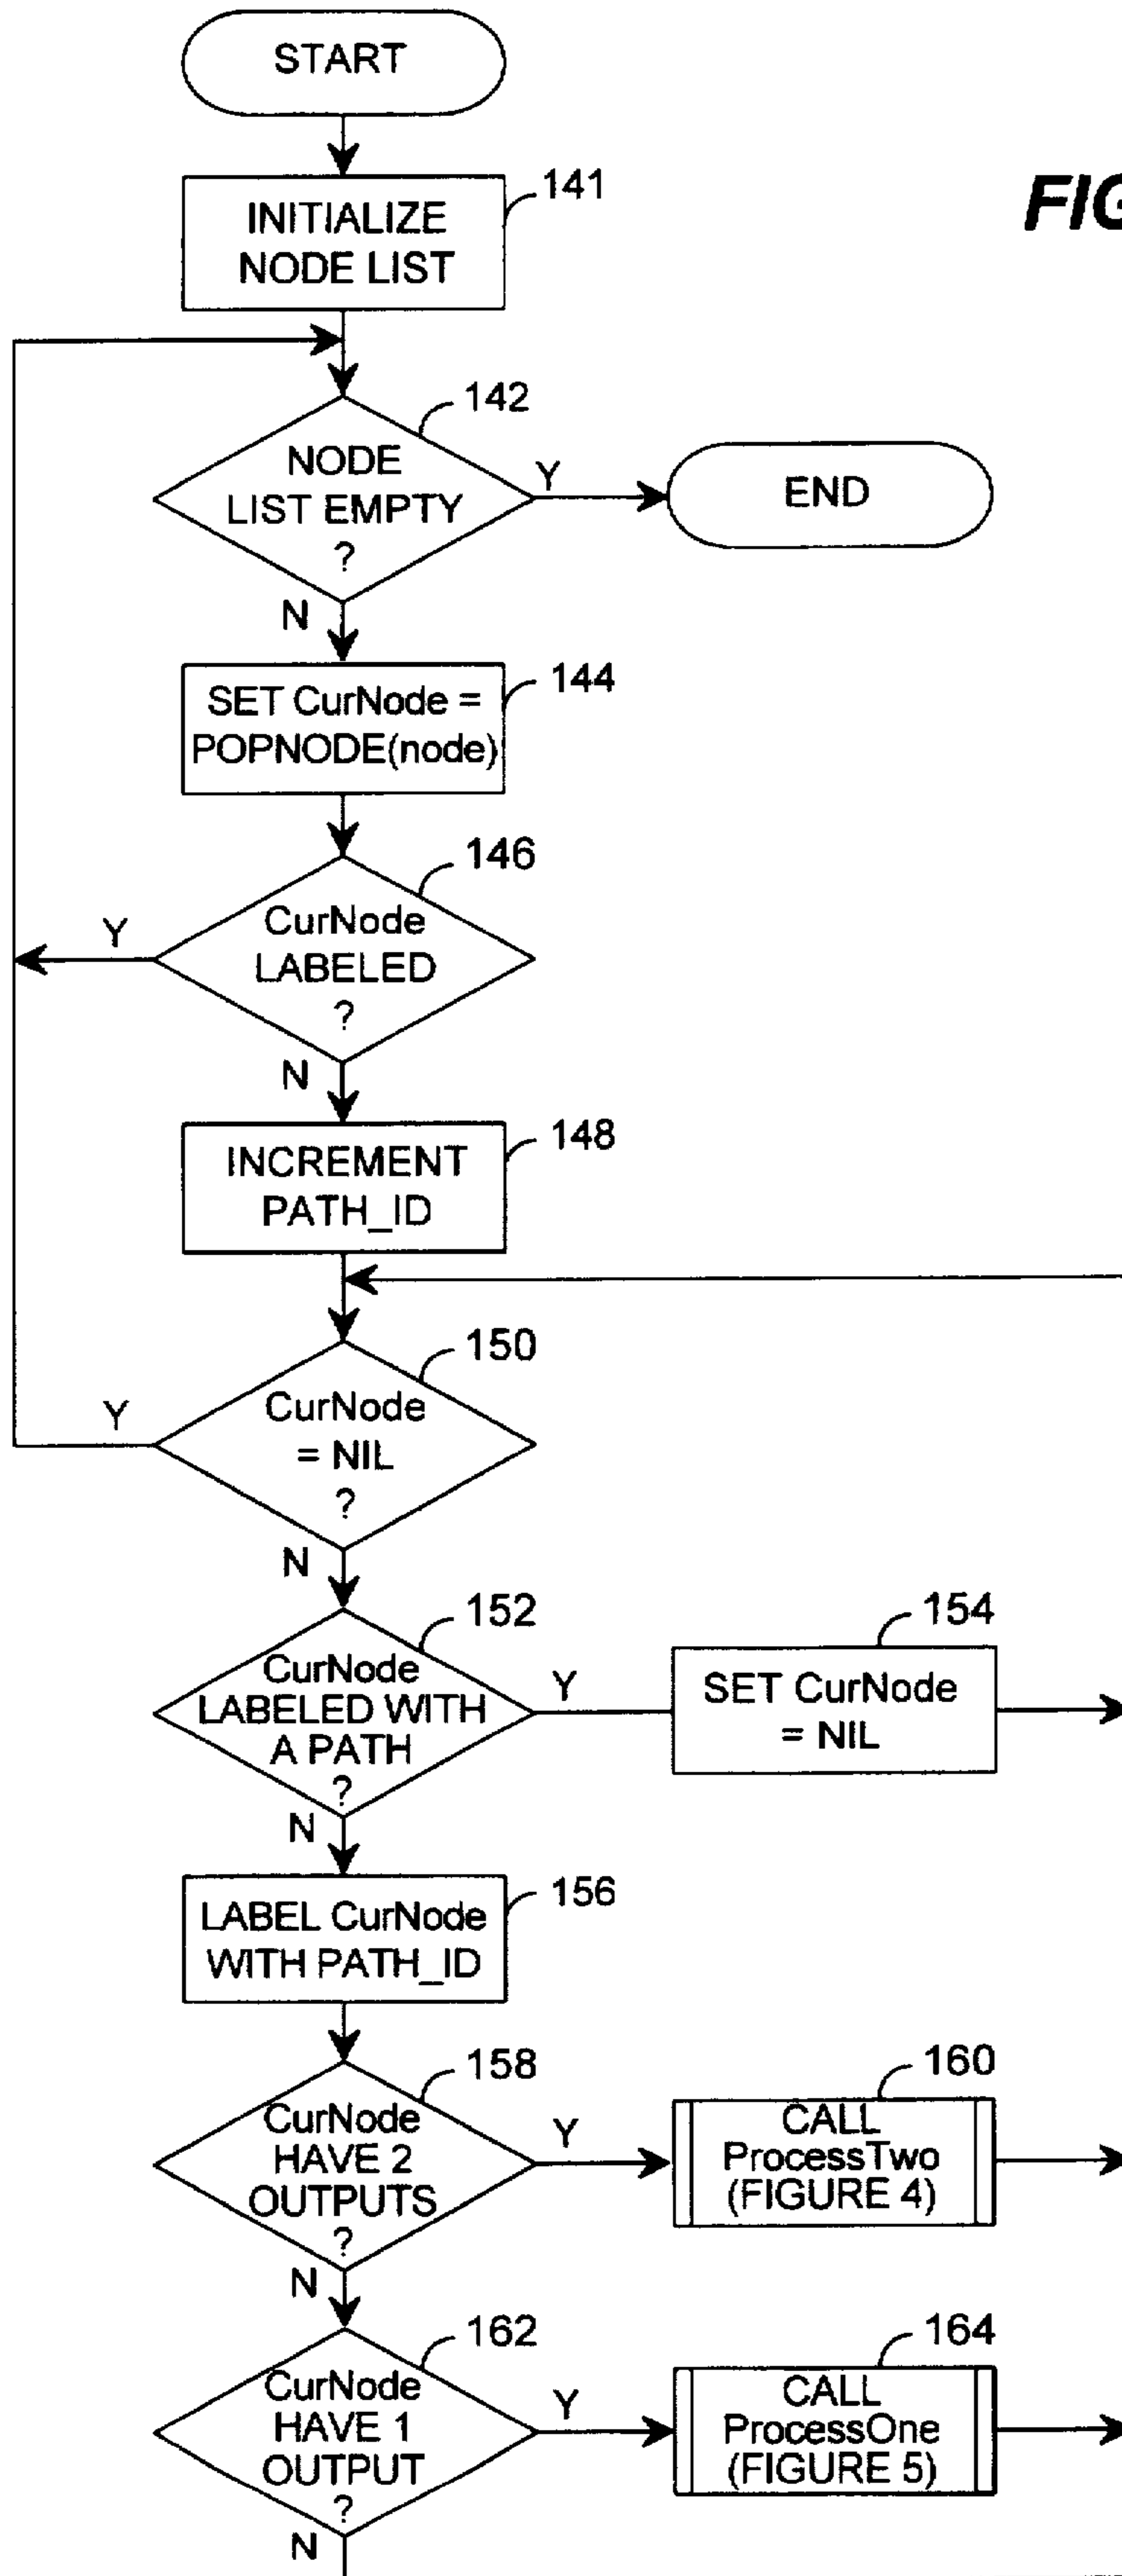 START
141
INITIALIZE
NODE LIST
FIG
142
NODE
LIST EMPTY
?
Y
END
N
144
SET CurNode =
POPNODE(node)
146
CurNode
LABELED
?
Y
N
148
INCREMENT
PATH_ID
150
CurNode
= NIL
?
Y
N
152
CurNode
LABELED WITH
A PATH
?
Y
154
SET CurNode
= NIL
N
156
LABEL CurNode
WITH PATH_ID
158
CurNode
HAVE 2
OUTPUTS
?
Y
160
CALL
ProcessTwo
(FIGURE 4)
N
162
CurNode
HAVE 1
OUTPUT
?
Y
164
CALL
ProcessOne
(FIGURE 5)
N